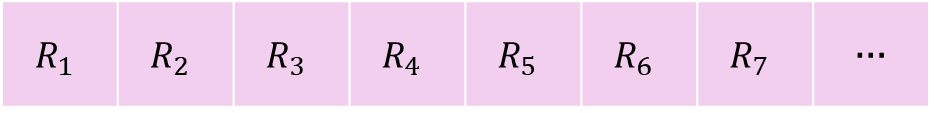 R₁ R₂ R₃ R₄ R₅ R₆ R₇ ⋯